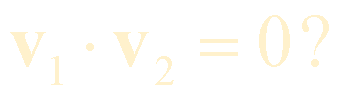 v₁ · v₂ = 0?